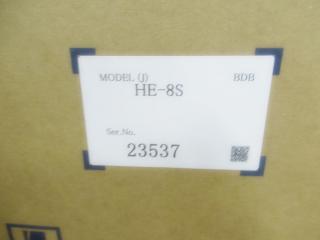 MODEL (J) BDB
HE-8S
Ser.No.
23537